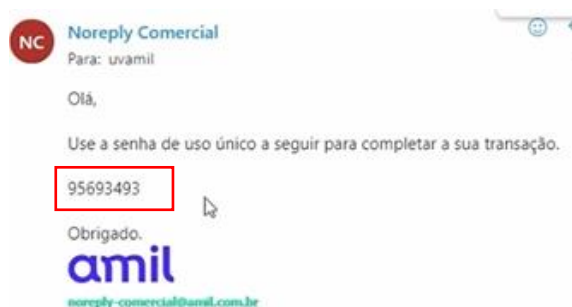 NC
Noreply Comercial
Para: uvamil
Olá,
Use a senha de uso único a seguir para completar a sua transação.
95693493
Obrigado.
amil
noreply-comercial@amil.com.br